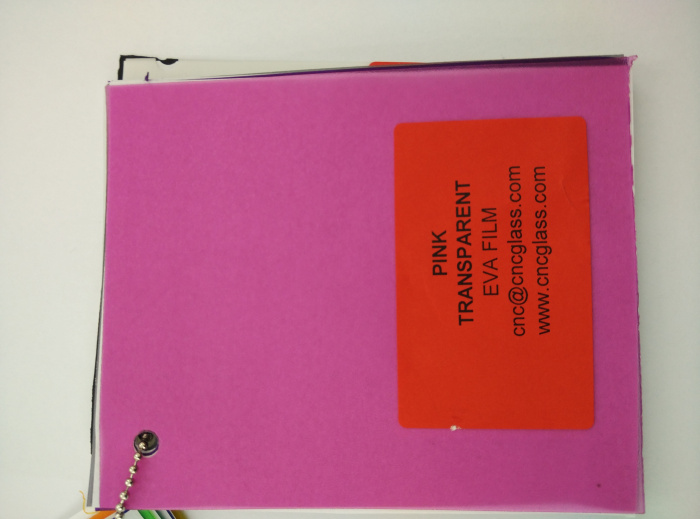 PINK
TRANSPARENT
EVA FILM
cnc@cncglass.com
www.cncglass.com